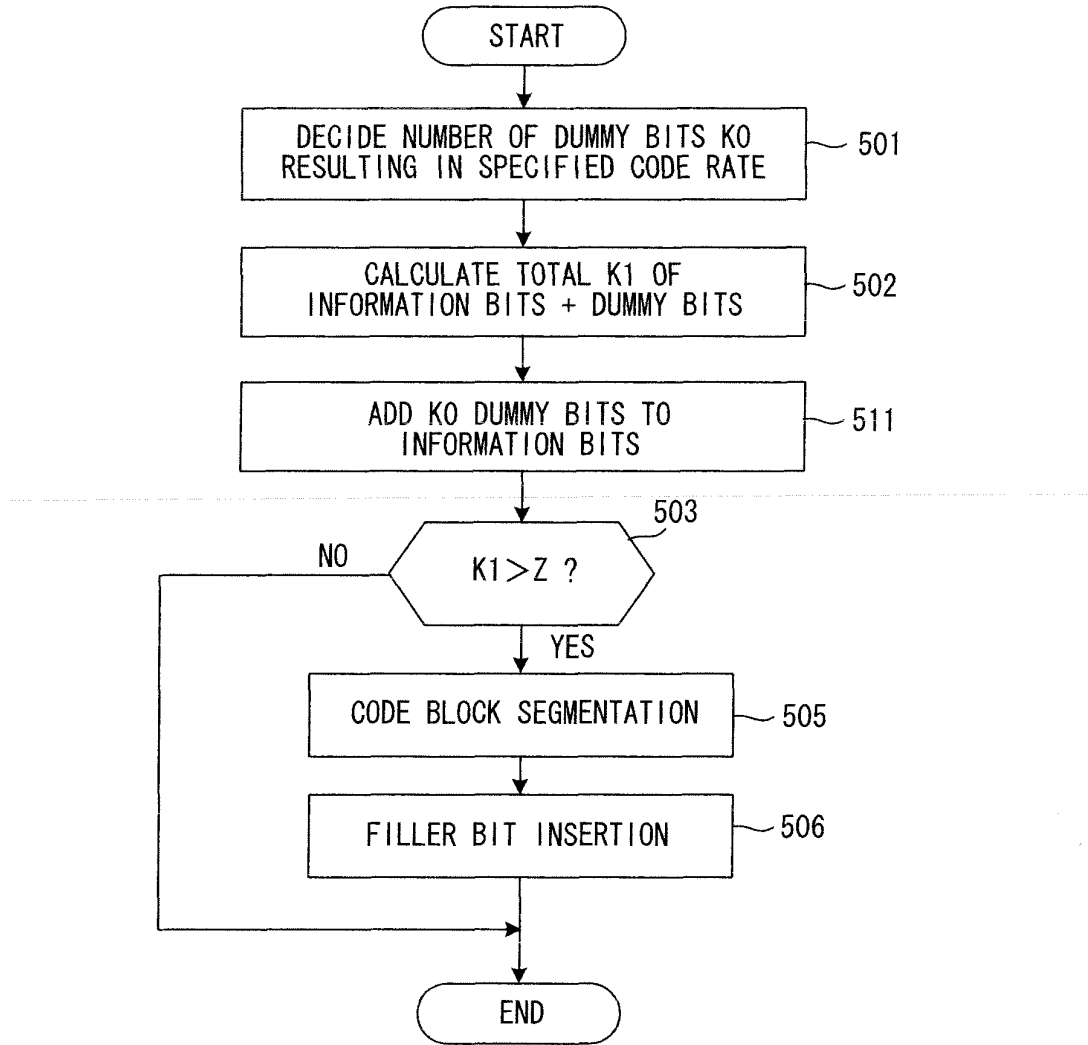 START
DECIDE NUMBER OF DUMMY BITS K0
RESULTING IN SPECIFIED CODE RATE
501
CALCULATE TOTAL K1 OF
INFORMATION BITS + DUMMY BITS
502
ADD K0 DUMMY BITS TO
INFORMATION BITS
511
503
NO
K1>Z ?
YES
CODE BLOCK SEGMENTATION
505
FILLER BIT INSERTION
506
END